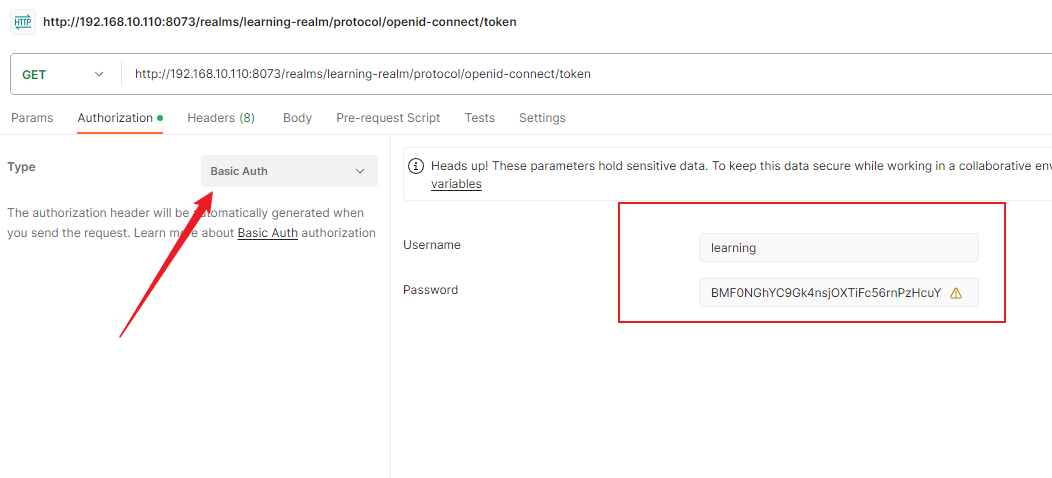 HTTP http://192.168.10.110:8073/realms/learning-realm/protocol/openid-connect/token
GET http://192.168.10.110:8073/realms/learning-realm/protocol/openid-connect/token
Params Authorization Headers (8) Body Pre-request Script Tests Settings
Type Basic Auth
The authorization header will be automatically generated when
you send the request. Learn more about Basic Auth authorization
Heads up! These parameters hold sensitive data. To keep this data secure while working in a collaborative env
variables
Username learning
Password BMF0NGhYC9Gk4nsjOXTiFc56rnPzHcuY